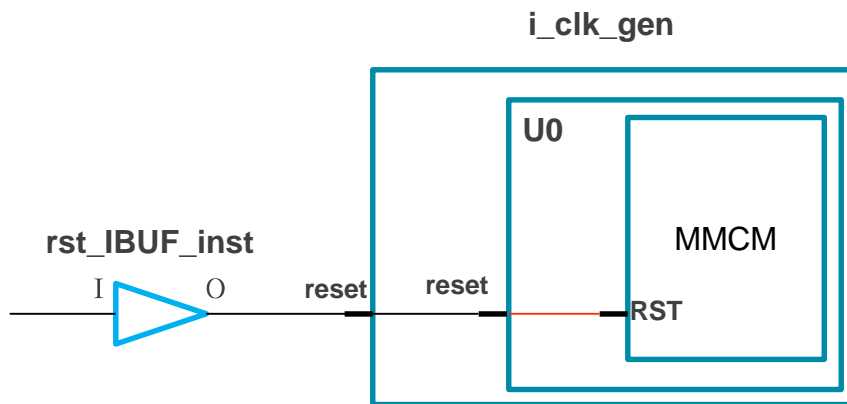 i_clk_gen
U0
rst_IBUF_inst
MMCM
I
O
reset
reset
RST